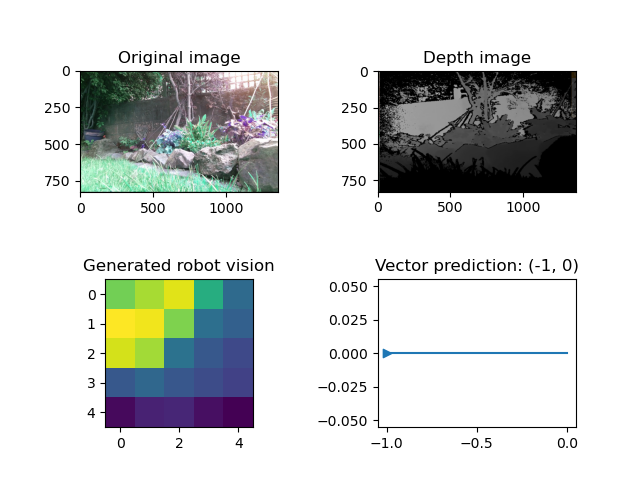 Original image
0
250
500
750
0 500 1000
Depth image
0
250
500
750
0 500 1000
Generated robot vision
0
1
2
3
4
0 2 4
Vector prediction: (-1, 0)
0.050
0.025
0.000
−0.025
−0.050
−1.0 −0.5 0.0